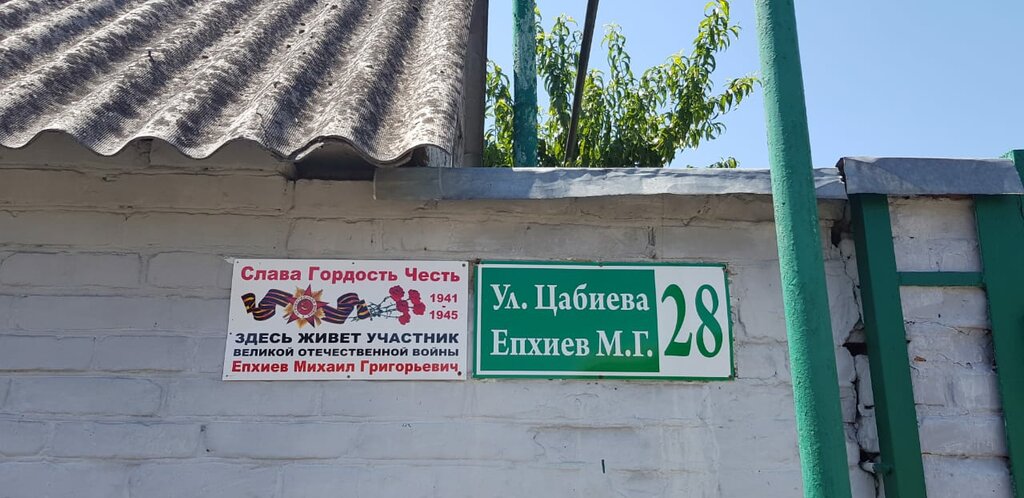 Слава Гордость Честь
1941
-
1945
ЗДЕСЬ ЖИВЕТ УЧАСТНИК
ВЕЛИКОЙ ОТЕЧЕСТВЕННОЙ ВОЙНЫ
Епхиев Михаил Григорьевич
Ул. Цабиева
Епхиев М.Г.
28